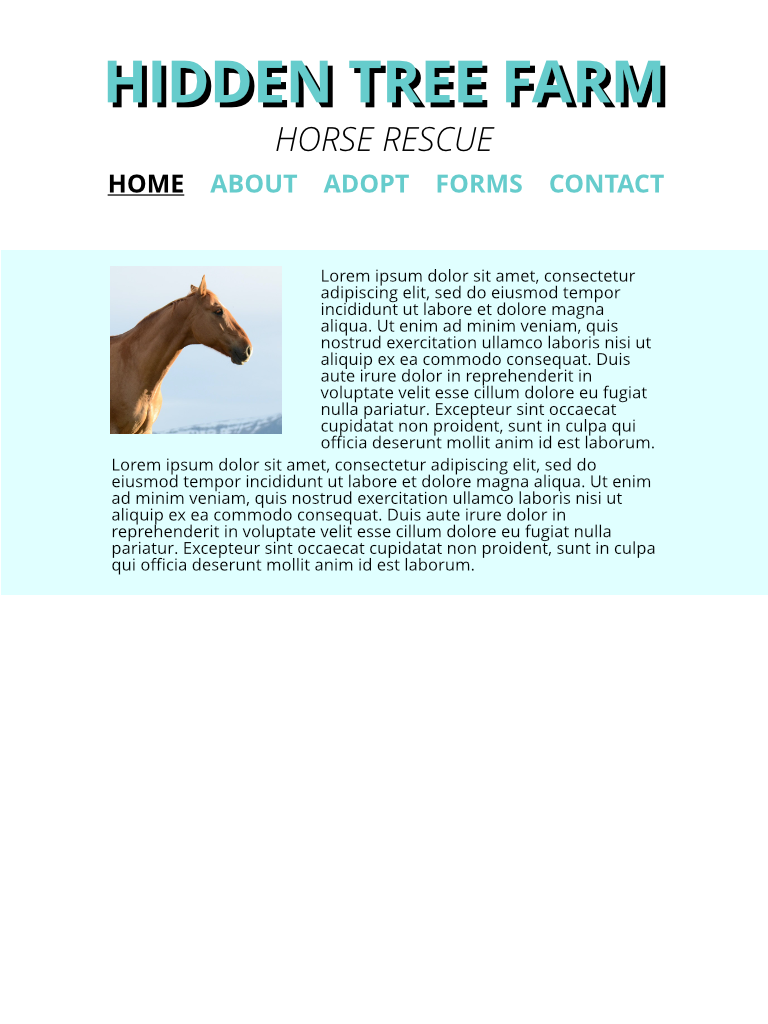 HIDDEN TREE FARM
HORSE RESCUE
HOME ABOUT ADOPT FORMS CONTACT
Lorem ipsum dolor sit amet, consectetur
adipiscing elit, sed do eiusmod tempor
incididunt ut labore et dolore magna
aliqua. Ut enim ad minim veniam, quis
nostrud exercitation ullamco laboris nisi ut
aliquip ex ea commodo consequat. Duis
aute irure dolor in reprehenderit in
voluptate velit esse cillum dolore eu fugiat
nulla pariatur. Excepteur sint occaecat
cupidatat non proident, sunt in culpa qui
officia deserunt mollit anim id est laborum.
Lorem ipsum dolor sit amet, consectetur adipiscing elit, sed do
eiusmod tempor incididunt ut labore et dolore magna aliqua. Ut enim
ad minim veniam, quis nostrud exercitation ullamco laboris nisi ut
aliquip ex ea commodo consequat. Duis aute irure dolor in
reprehenderit in voluptate velit esse cillum dolore eu fugiat nulla
pariatur. Excepteur sint occaecat cupidatat non proident, sunt in culpa
qui officia deserunt mollit anim id est laborum.